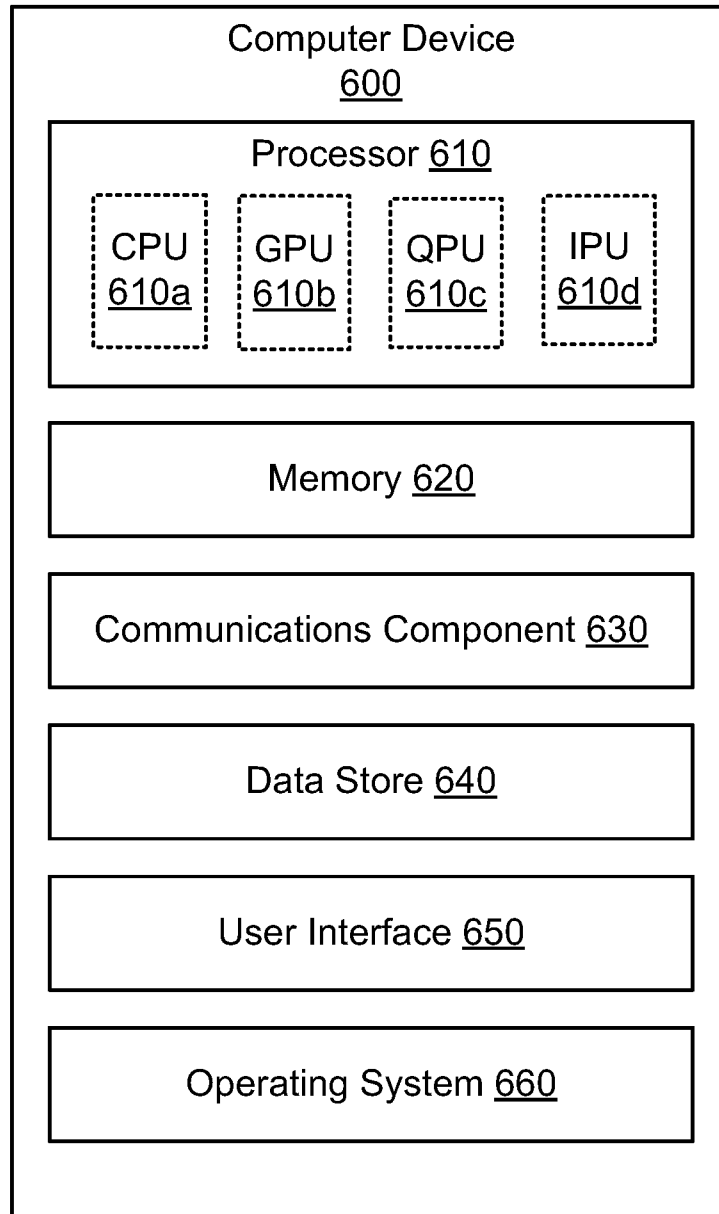 Computer Device
600
Processor 610
CPU
610a
GPU
610b
QPU
610c
IPU
610d
Memory 620
Communications Component 630
Data Store 640
User Interface 650
Operating System 660